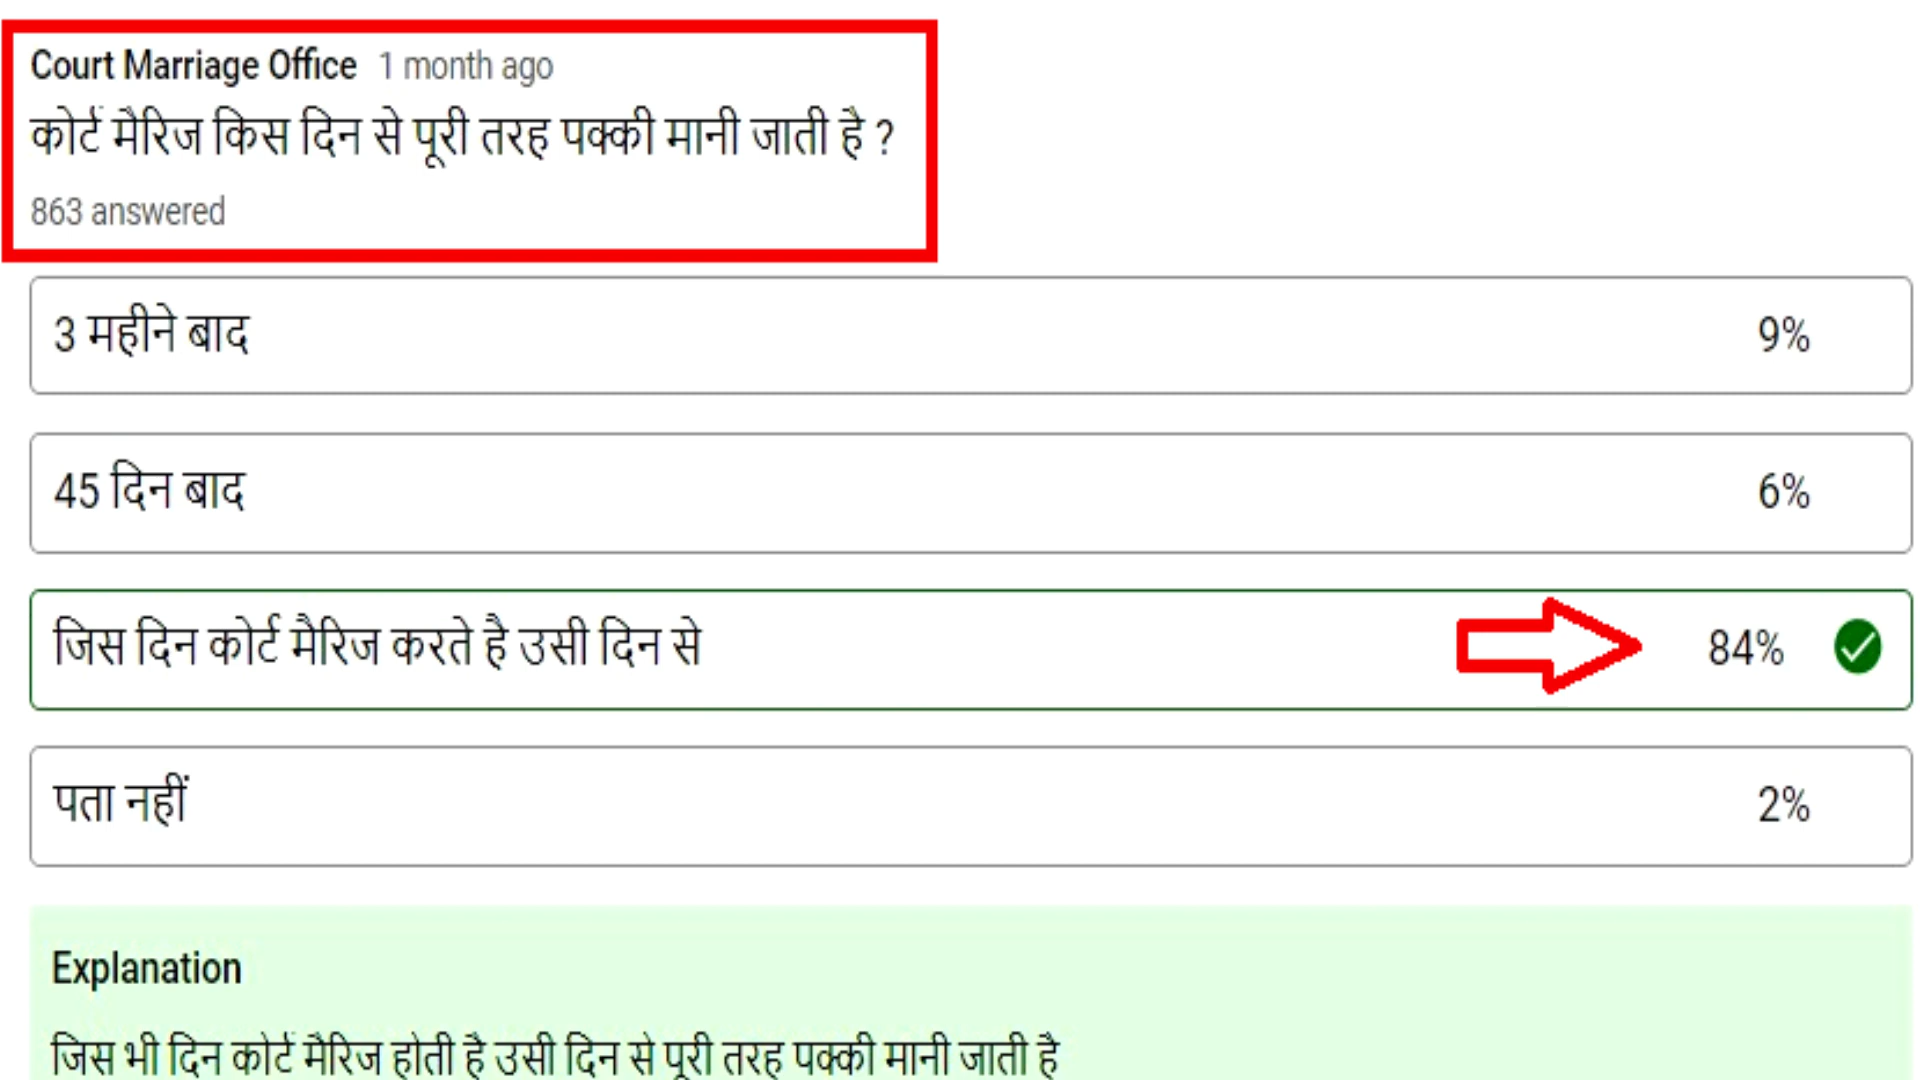 Court Marriage Office 1 month ago
कोर्ट मैरिज किस दिन से पूरी तरह पक्की मानी जाती है ?
863 answered
3 महीने बाद 9%
45 दिन बाद 6%
जिस दिन कोर्ट मैरिज करते है उसी दिन से 84%
पता नहीं 2%
Explanation
जिस भी दिन कोर्ट मैरिज होती है उसी दिन से पूरी तरह पक्की मानी जाती है